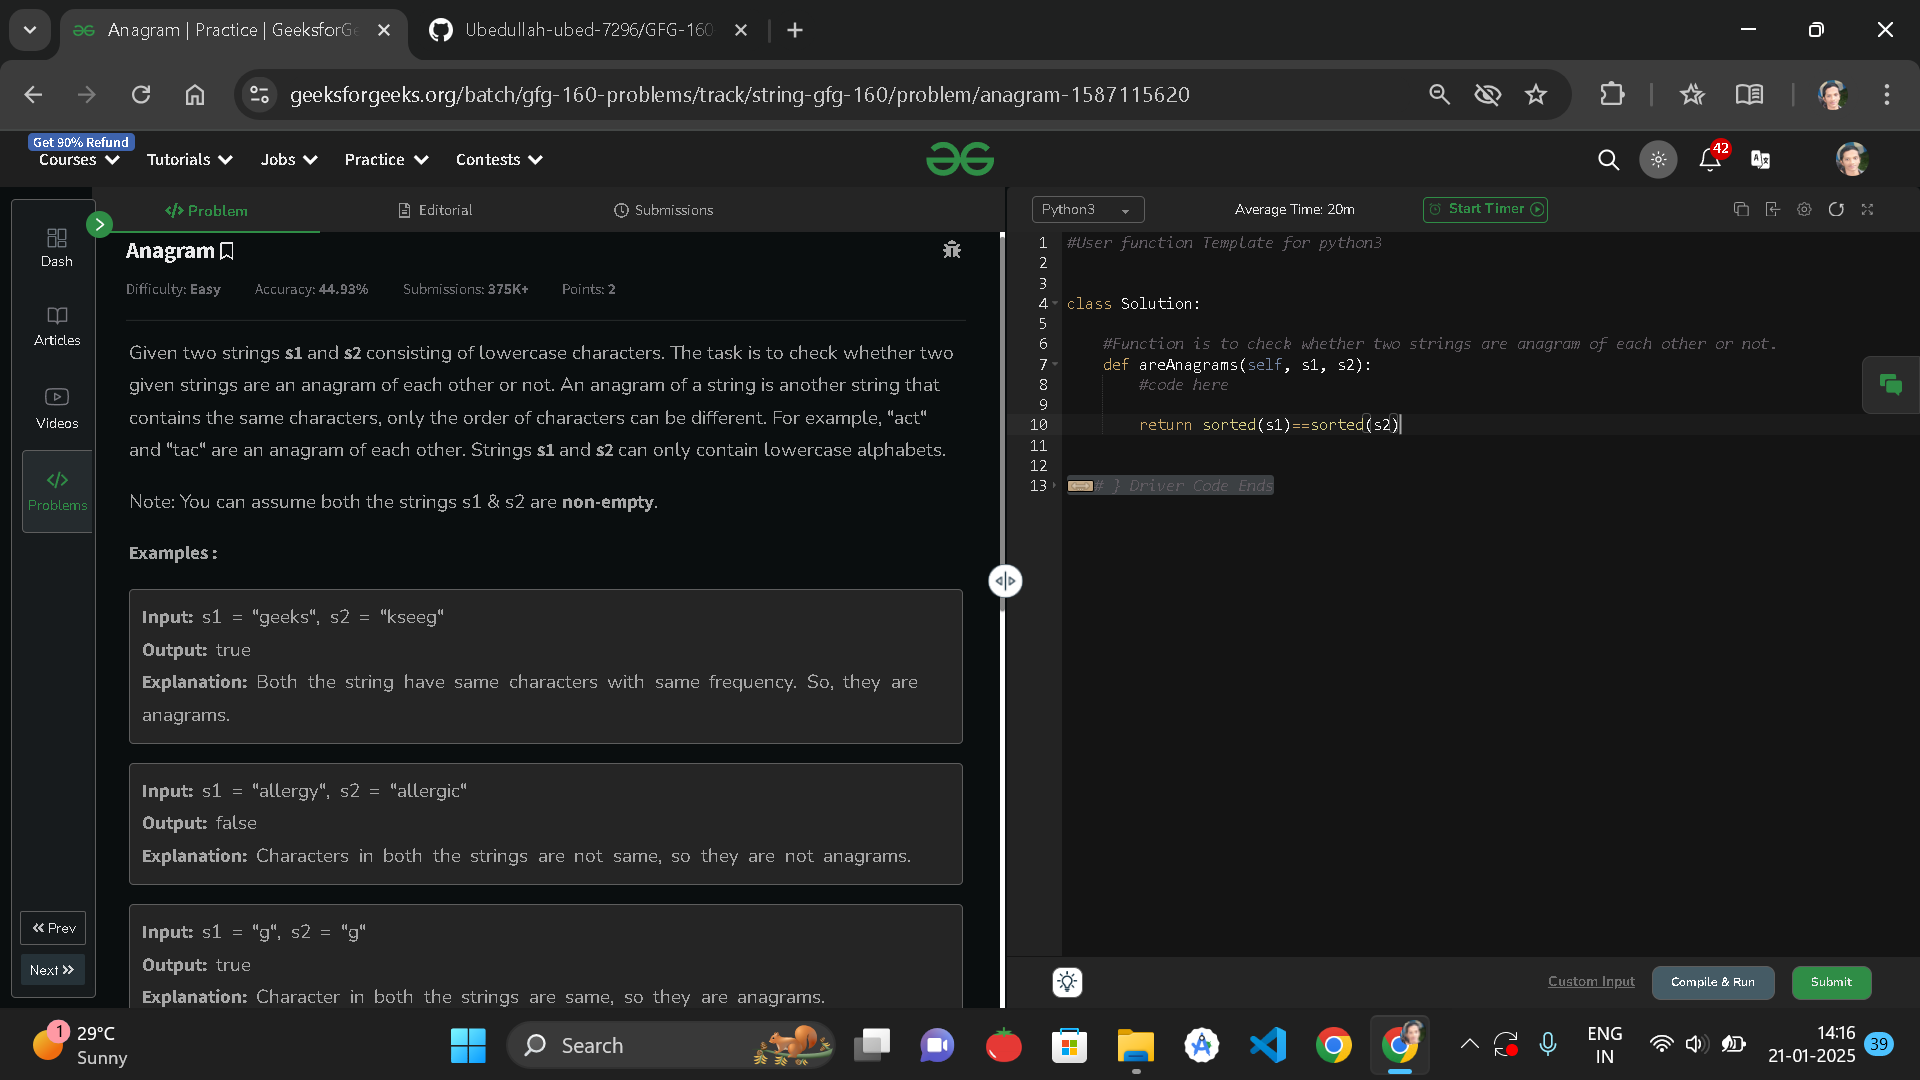 Anagram | Practice | GeeksforGe
Ubedullah-ubed-7296/GFG-160
geeksforgeeks.org/batch/gfg-160-problems/track/string-gfg-160/problem/anagram-1587115620
Get 90% Refund
Courses
Tutorials
Jobs
Practice
Contests
42
Dash
Articles
Videos
</>
Problems
Prev
Next
</> Problem
Editorial
Submissions
Anagram
Difficulty: Easy
Accuracy: 44.93%
Submissions: 375K+
Points: 2
Given two strings s1 and s2 consisting of lowercase characters. The task is to check whether two
given strings are an anagram of each other or not. An anagram of a string is another string that
contains the same characters, only the order of characters can be different. For example, "act"
and "tac" are an anagram of each other. Strings s1 and s2 can only contain lowercase alphabets.
Note: You can assume both the strings s1 & s2 are non-empty.
Examples :
Input: s1 = "geeks", s2 = "kseeg"
Output: true
Explanation: Both the string have same characters with same frequency. So, they are
anagrams.
Input: s1 = "allergy", s2 = "allergic"
Output: false
Explanation: Characters in both the strings are not same, so they are not anagrams.
Input: s1 = "g", s2 = "g"
Output: true
Explanation: Character in both the strings are same, so they are anagrams.
Python3
Average Time: 20m
Start Timer
1 #User function Template for python3
2
3
4 class Solution:
5
6 #Function is to check whether two strings are anagram of each other or not.
7 def areAnagrams(self, s1, s2):
8 #code here
9
10 return sorted(s1)==sorted(s2)
11
12
13 # } Driver Code Ends
Custom Input
Compile & Run
Submit
1
29°C
Sunny
Search
ENG
IN
14:16
21-01-2025
39